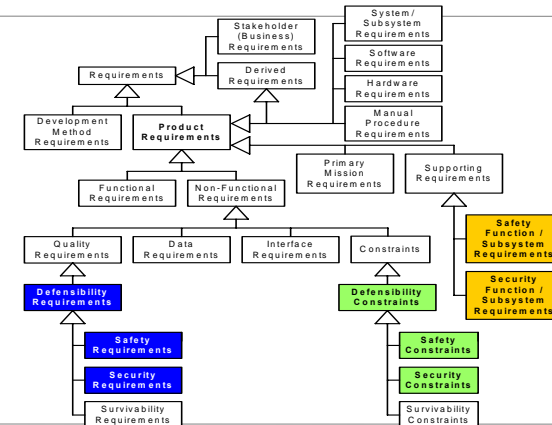 Stakeholder
(Business)
Requirements
System /
Subsystem
Requirements
Software
Requirements
Requirements
Derived
Requirements
Hardware
Requirements
Development
Method
Requirements
Product
Requirements
Manual
Procedure
Requirements
Primary
Mission
Requirements
Supporting
Requirements
Functional
Requirements
Non-Functional
Requirements
Quality
Requirements
Data
Requirements
Interface
Requirements
Constraints
Safety
Function /
Subsystem
Requirements
Security
Function /
Subsystem
Requirements
Defensibility
Requirements
Defensibility
Constraints
Safety
Requirements
Safety
Constraints
Security
Requirements
Security
Constraints
Survivability
Requirements
Survivability
Constraints